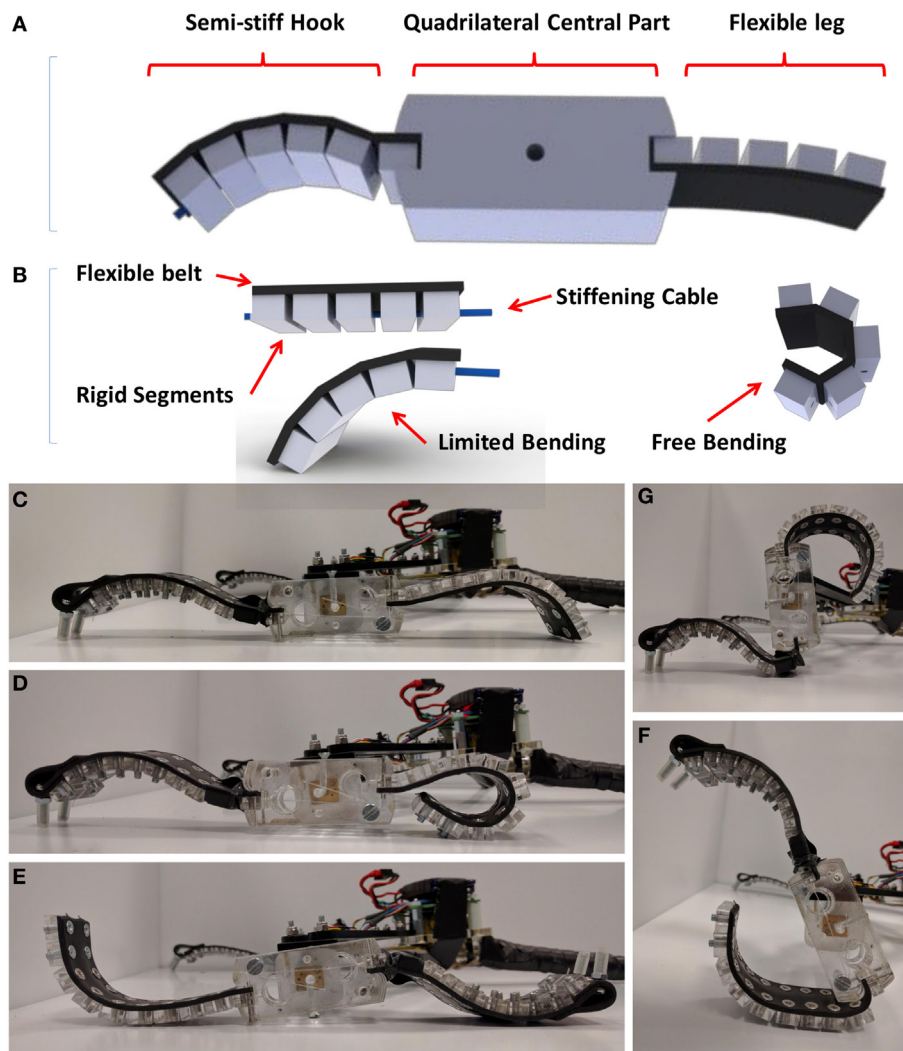 A
Semi-stiff Hook
Quadrilateral Central Part
Flexible leg
B
Flexible belt
Stiffening Cable
Rigid Segments
Limited Bending
Free Bending
C
G
D
F
E